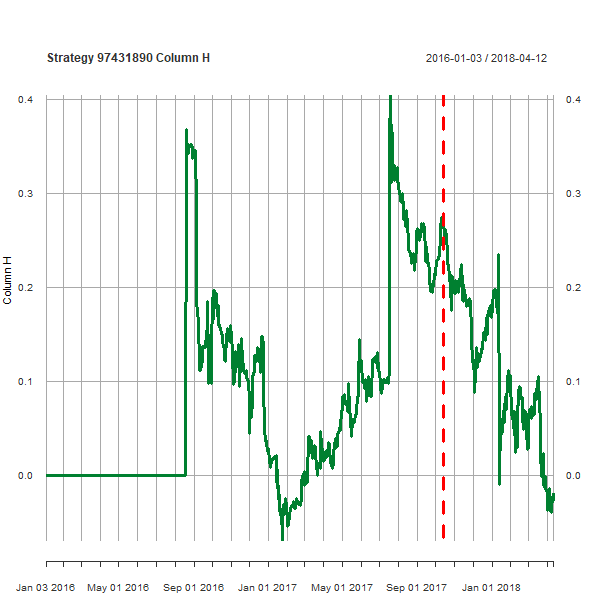 Strategy 97431890 Column H
2016-01-03 / 2018-04-12
0.4 0.4
0.3 0.3
0.2 0.2
0.1 0.1
0.0 0.0
Column H
Jan 03 2016 May 01 2016 Sep 01 2016 Jan 01 2017 May 01 2017 Sep 01 2017 Jan 01 2018